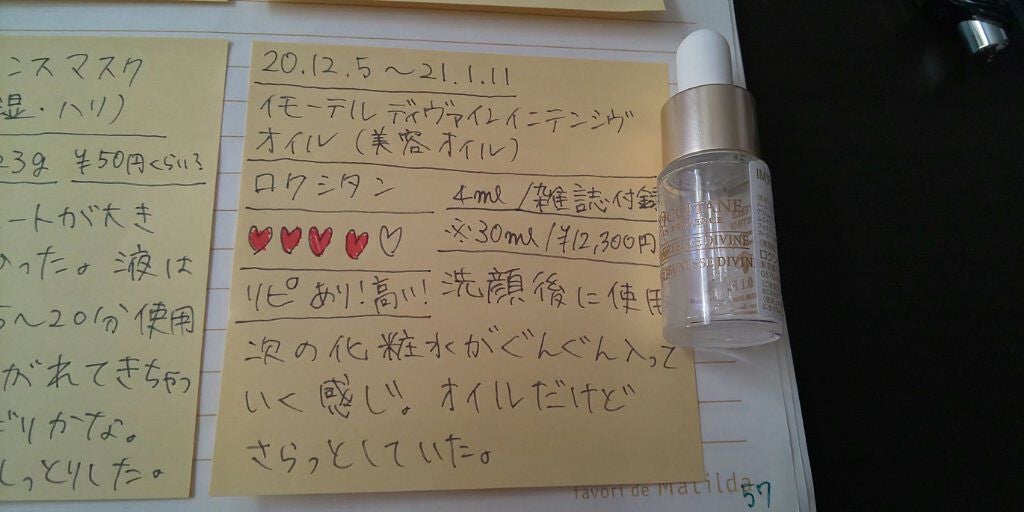 ンスマスク
湿・ハリ)
23g ¥50円くらい?
ートが大き
った。液は
5〜20分使用
がれてきちゃっ
どりかな。
しっとりした。
20.12.5〜21.1.11
イモーテル ディヴァインインテンシヴ
オイル (美容オイル)
ロクシタン
4ml/雑誌付録
※30ml/¥12,300円
リピあり!高い!
洗顔後に使用
次の化粧水がぐんぐん入って
いく感じ。オイルだけど
さらっとしていた。
L'OCCITANE
DIVINE
favori de Matilda
57